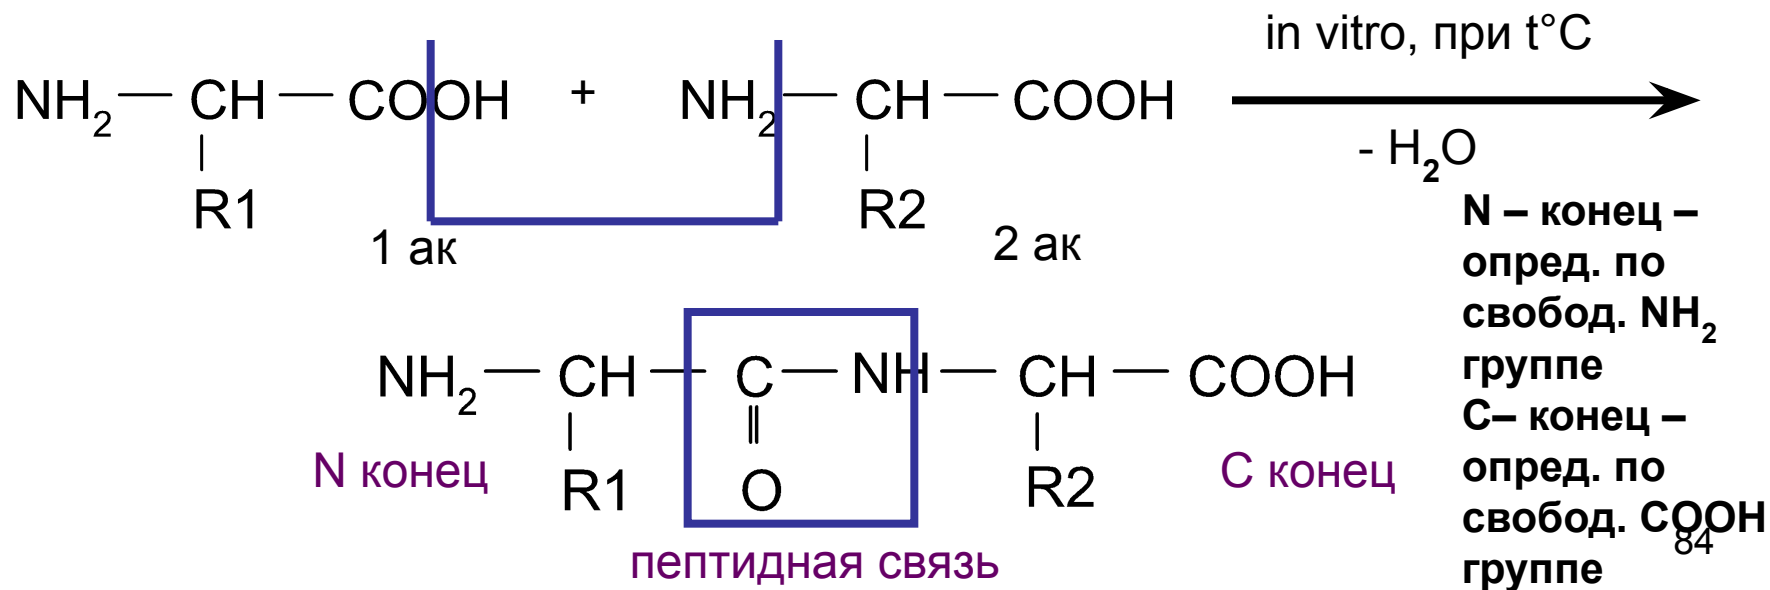 in vitro, при t°C
NH₂ — CH — COOH + NH₂ — CH — COOH
- H₂O
R1 R2
1 ак 2 ак
N – конец –
опред. по
свобод. NH₂
группе
С– конец –
опред. по
свобод. СООН
группе
NH₂ — CH — C — NH — CH — COOH
N конец R1 O R2 С конец
пептидная связь
84